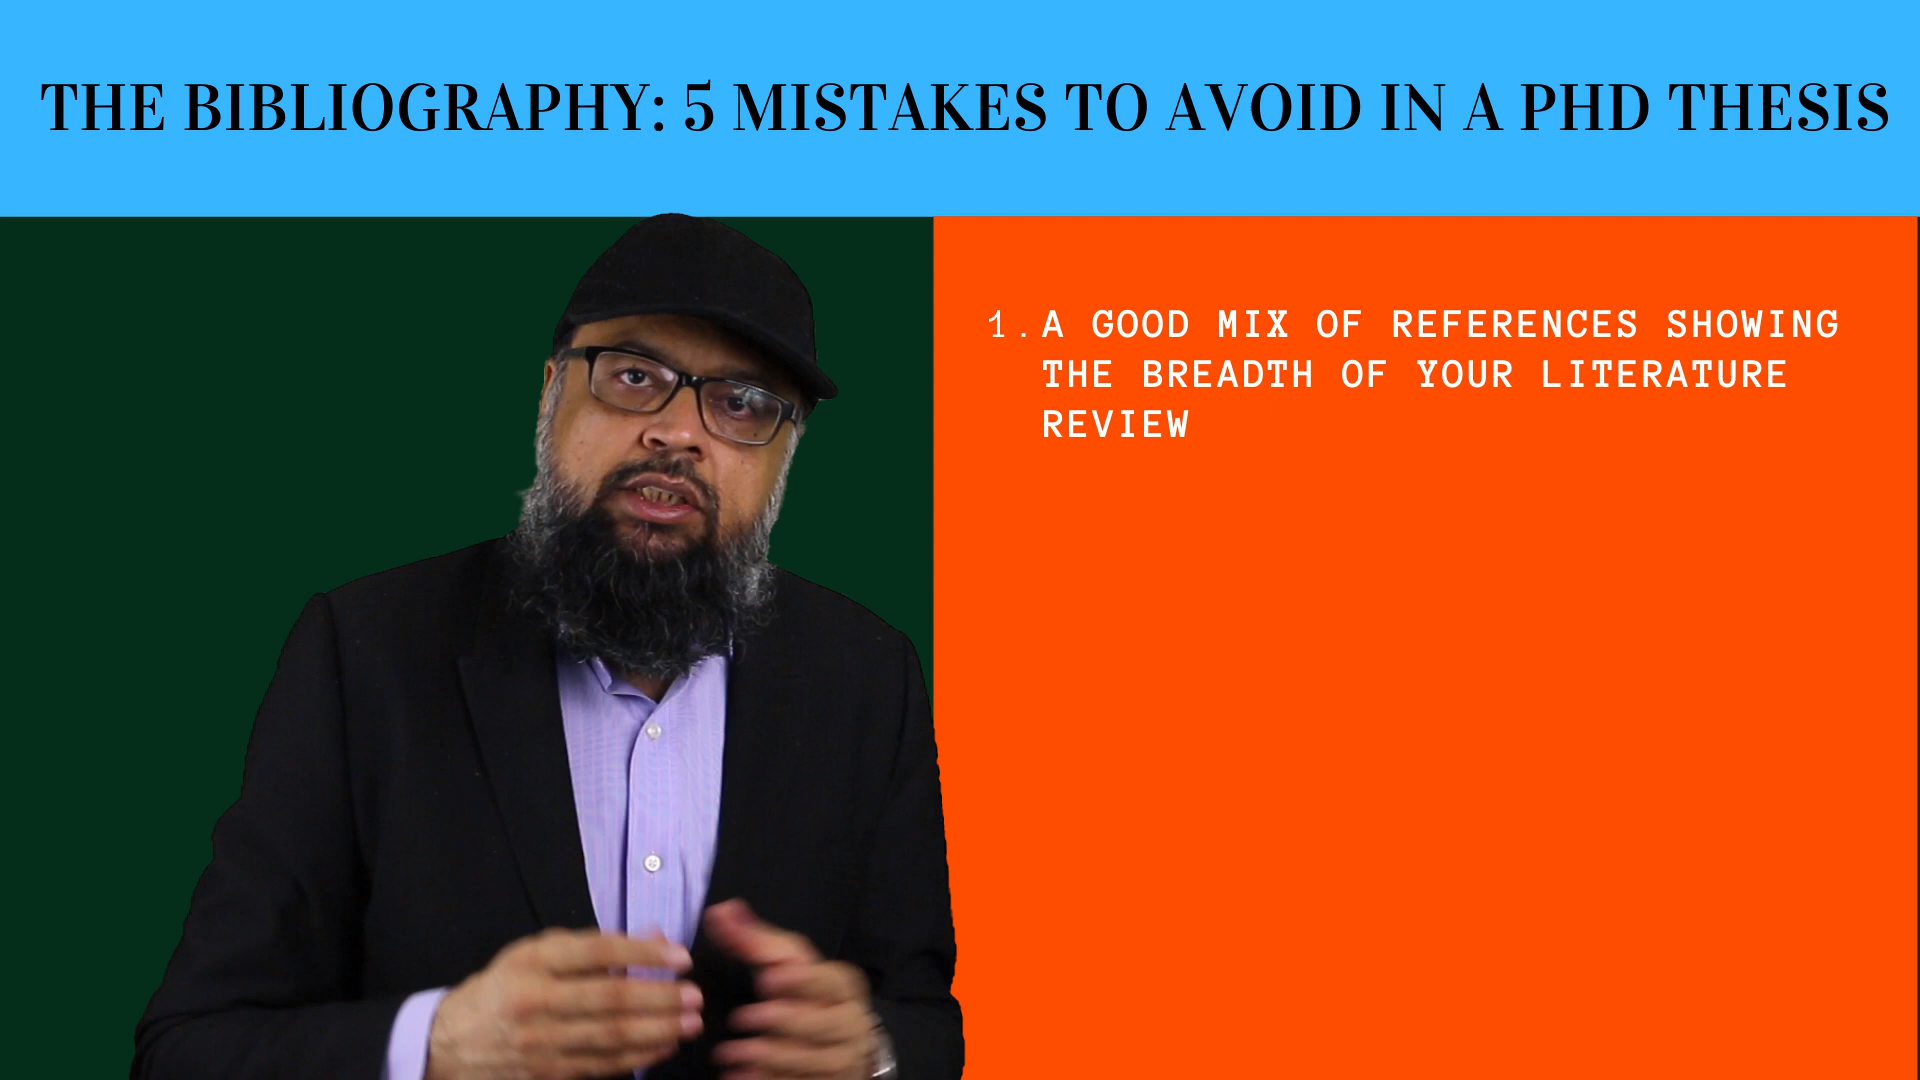 THE BIBLIOGRAPHY: 5 MISTAKES TO AVOID IN A PHD THESIS
1. A GOOD MIX OF REFERENCES SHOWING
THE BREADTH OF YOUR LITERATURE
REVIEW